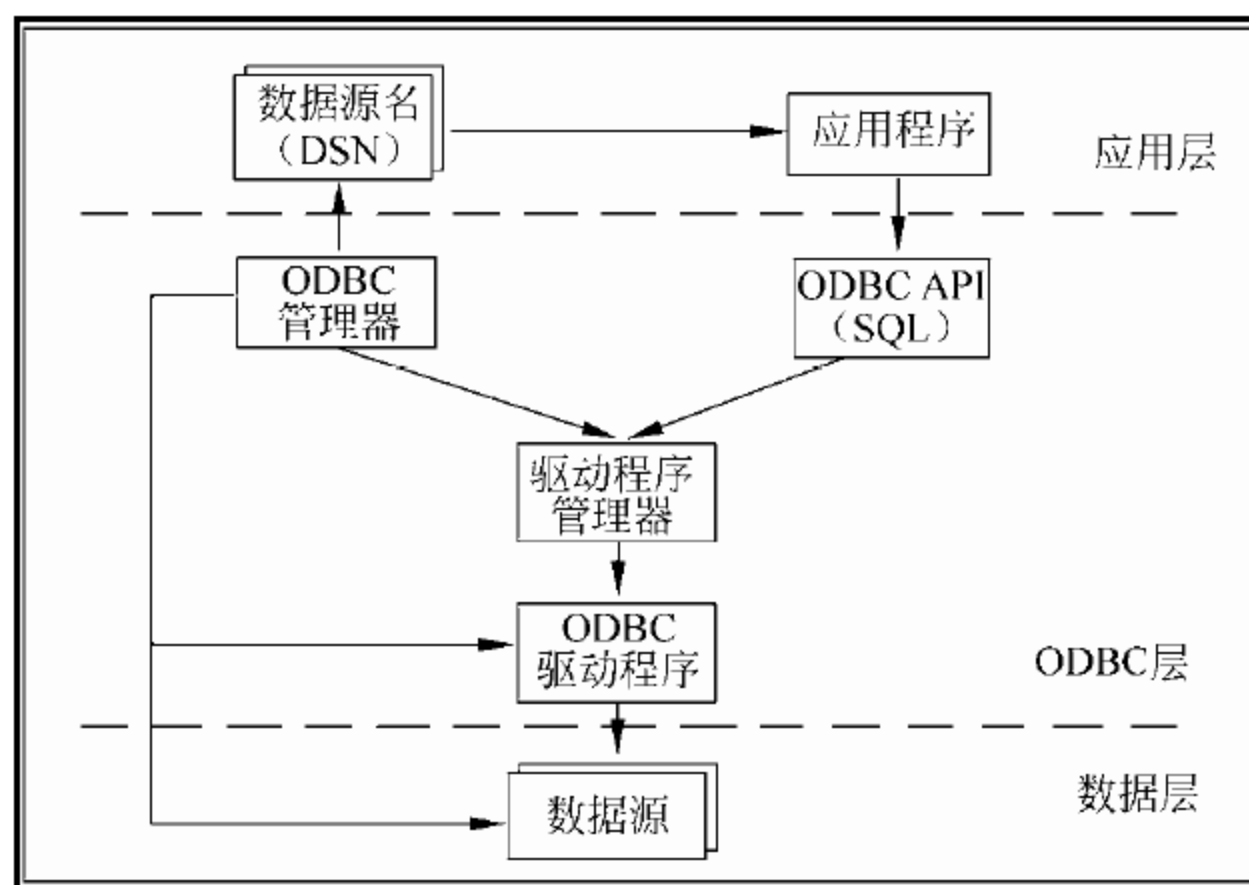 数据源名
（DSN）
应用程序
应用层
ODBC
管理器
ODBC API
（SQL）
驱动程序
管理器
ODBC
驱动程序
ODBC层
数据源
数据层